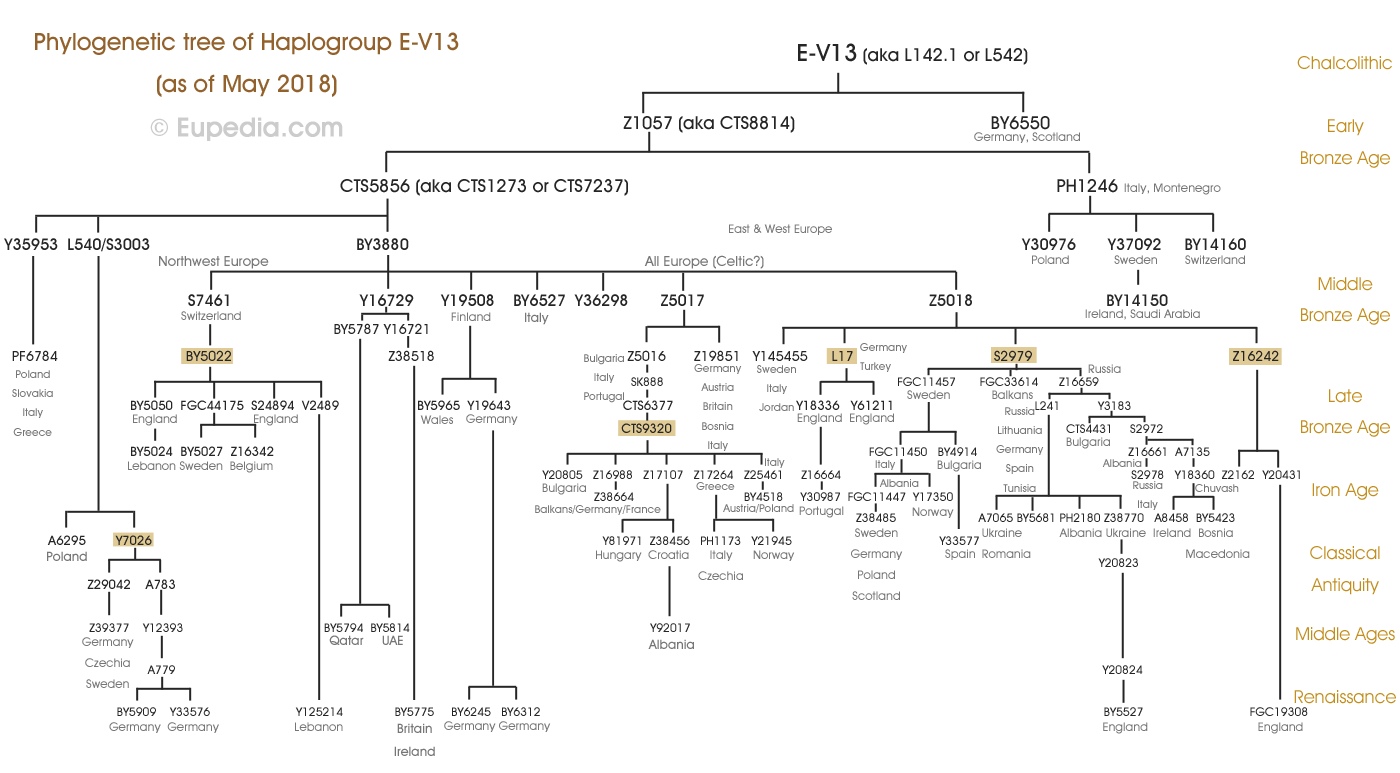 Phylogenetic tree of Haplogroup E-V13
(as of May 2018)
© Eupedia.com
E-V13 (aka L142.1 or L542)
Chalcolithic
Z1057 (aka CTS8814)
BY6550
Germany, Scotland
Early
Bronze Age
CTS5856 (aka CTS1273 or CTS7237)
PH1246 Italy, Montenegro
East & West Europe
Y35953 L540/S3003 BY3880
Y30976 Y37092 BY14160
Poland Sweden Switzerland
Northwest Europe All Europe (Celtic?)
Middle
Bronze Age
S7461 Y16729 Y19508 BY6527 Y36298 Z5017 Z5018 BY14150
Switzerland Finland Italy Ireland, Saudi Arabia
BY5787 Y16721
PF6784 BY5022 Z38518 Z5016 Z19851 Y145455 L17 S2979 Z16242
Poland
Slovakia
Italy
Greece
Bulgaria
Italy
Portugal
Germany
Austria
Britain
Bosnia
Italy
Sweden
Italy
Jordan
Germany
Turkey
SK888
CTS6377
CTS9320
FGC11457 FGC33614 Z16659
Sweden Balkans Russia
Late
Bronze Age
BY5050 FGC44175 S24894 V2489
England England
BY5965 Y19643
Wales Germany
Y18336 Y61211
England England
L241 Y3183
Russia
Lithuania
Germany
Spain
Tunisia
CTS4431 S2972
Bulgaria
BY5024 BY5027 Z16342
Lebanon Sweden Belgium
FGC11450 BY4914
Italy Bulgaria
Albania
Z16661 A7135
Albania
Y20805 Z16988 Z17107 Z17264 Z25461
Bulgaria Greece Italy
Z16664
S2978 Y18360
Russia Chuvash
Italy
Z2162 Y20431
Iron Age
Z38664 BY4518
Balkans/Germany/France Austria/Poland
Y30987
Portugal
FGC11447 Y17350
Norway
A6295 Y7026
Poland
Z38485
Sweden
Germany
Poland
Scotland
A7065 BY5681 PH2180 Z38770
Ukraine Albania Ukraine
Romania
A8458 BY5423
Ireland Bosnia
Macedonia
Y81971 Z38456 PH1173 Y21945
Hungary Croatia Italy Norway
Czechia
Y33577
Spain
Classical
Antiquity
Y20823
Z29042 A783
Z39377 Y12393
Germany
Czechia
Sweden
BY5794 BY5814
Qatar UAE
Y92017
Albania
Middle Ages
A779
Y20824
Renaissance
BY5909 Y33576
Germany Germany
Y125214
Lebanon
BY5775
Britain
Ireland
BY6245 BY6312
Germany Germany
BY5527
England
FGC19308
England